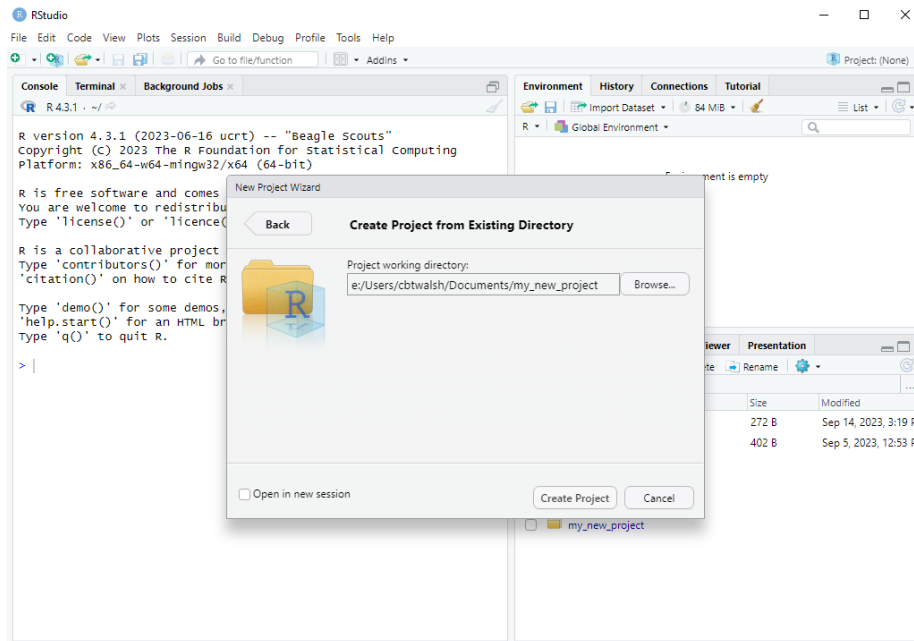 RStudio
File Edit Code View Plots Session Build Debug Profile Tools Help
Go to file/function Addins Project: (None)
Console Terminal Background Jobs
R 4.3.1 · ~/
R version 4.3.1 (2023-06-16 ucrt) -- "Beagle Scouts"
Copyright (C) 2023 The R Foundation for Statistical Computing
Platform: x86_64-w64-mingw32/x64 (64-bit)
R is free software and comes
You are welcome to redistribu
Type 'license()' or 'licence(
R is a collaborative project
Type 'contributors()' for mor
'citation()' on how to cite R
Type 'demo()' for some demos,
'help.start()' for an HTML br
Type 'q()' to quit R.
>
New Project Wizard
Back
Create Project from Existing Directory
Project working directory:
e:/Users/cbtwalsh/Documents/my_new_project
Browse...
R
Open in new session
Create Project Cancel
Environment History Connections Tutorial
Import Dataset 84 MiB List
R Global Environment
ment is empty
iewer Presentation
te Rename
Size Modified
272 B Sep 14, 2023, 3:19 P
402 B Sep 5, 2023, 12:53 P
my_new_project